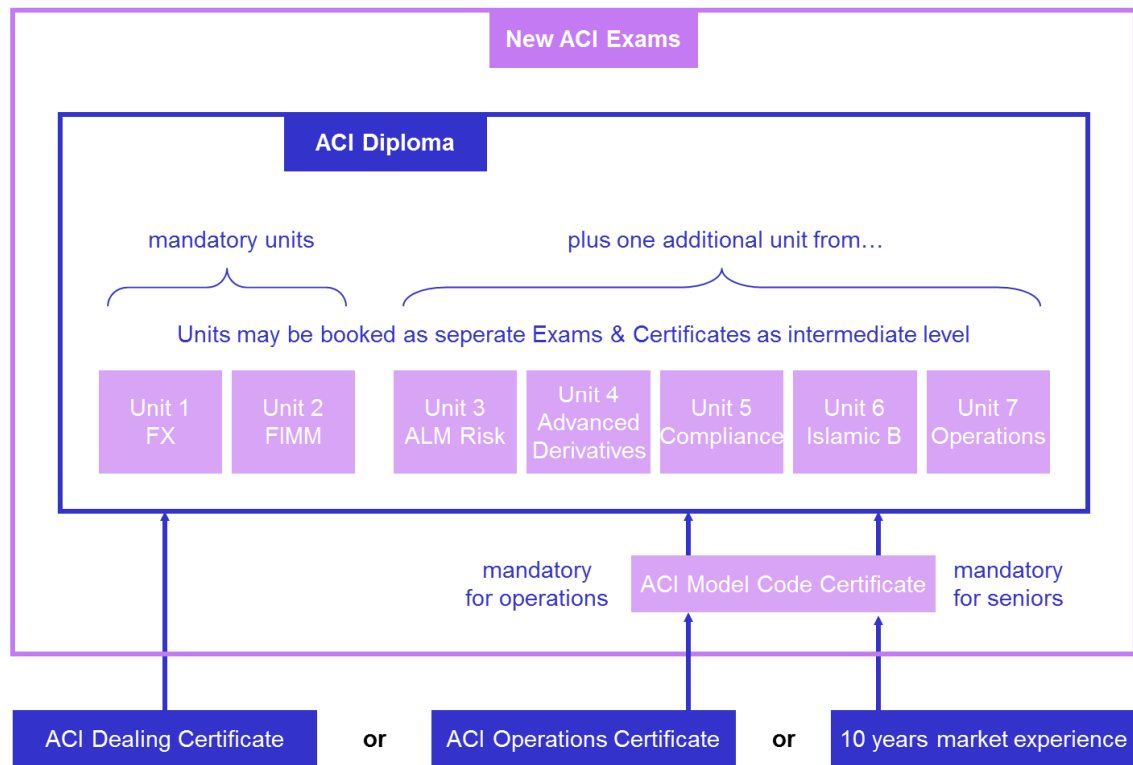 New ACI Exams
ACI Diploma
mandatory units
plus one additional unit from…
Units may be booked as seperate Exams & Certificates as intermediate level
Unit 1
FX
Unit 2
FIMM
Unit 3
ALM Risk
Unit 4
Advanced
Derivatives
Unit 5
Compliance
Unit 6
Islamic B
Unit 7
Operations
mandatory
for operations
ACI Model Code Certificate
mandatory
for seniors
ACI Dealing Certificate
or
ACI Operations Certificate
or
10 years market experience